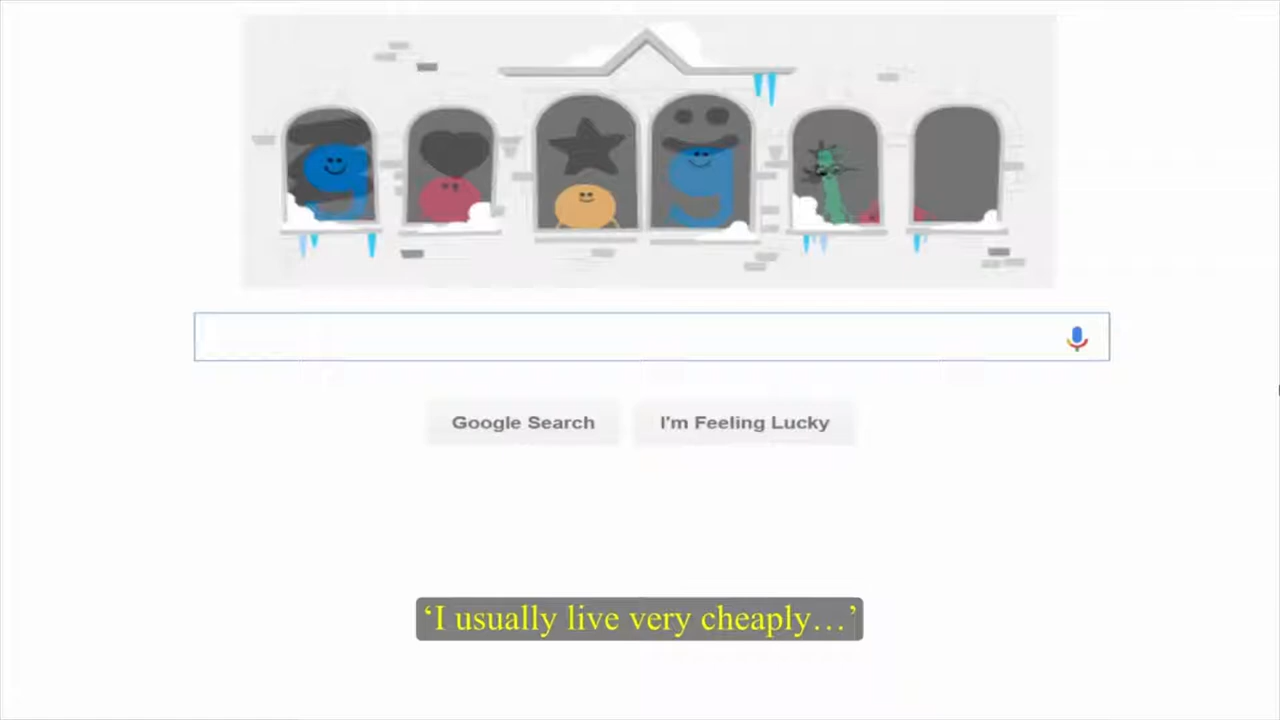 Google Search
I'm Feeling Lucky
‘I usually live very cheaply…’